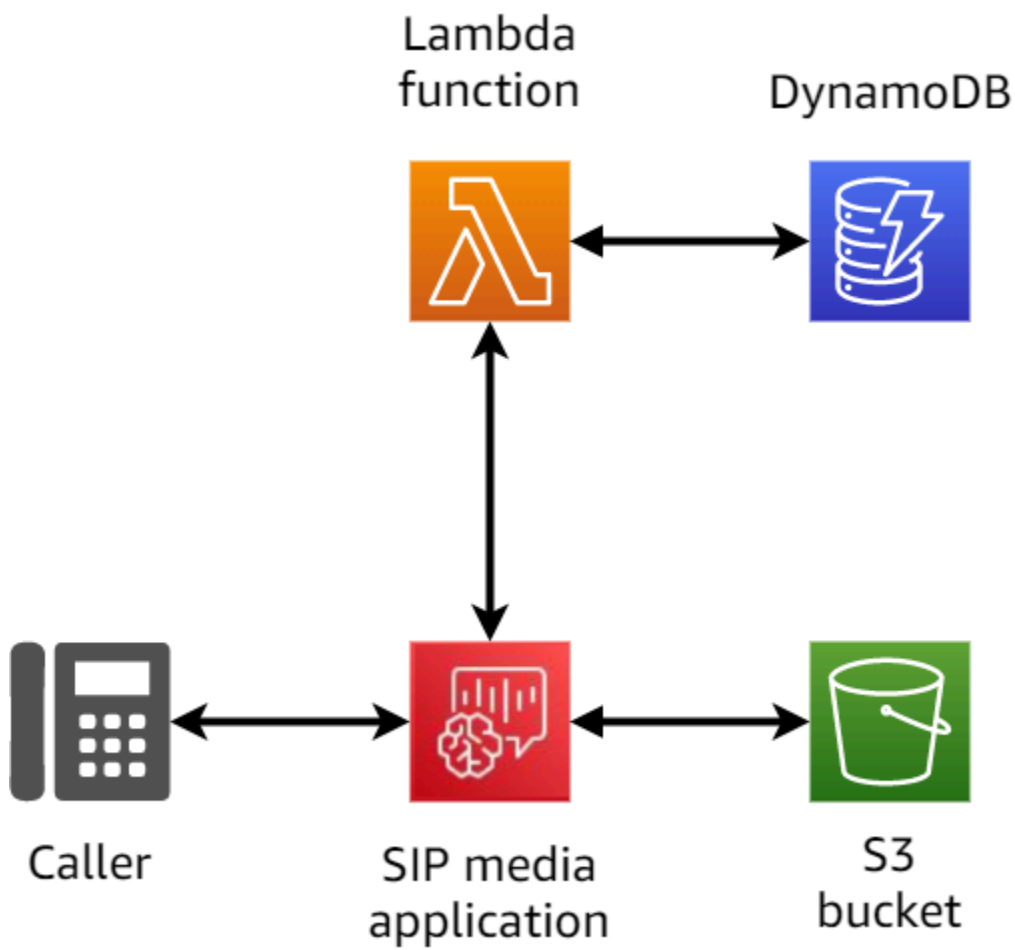 Lambda
function
DynamoDB
Caller
SIP media
application
S3
bucket